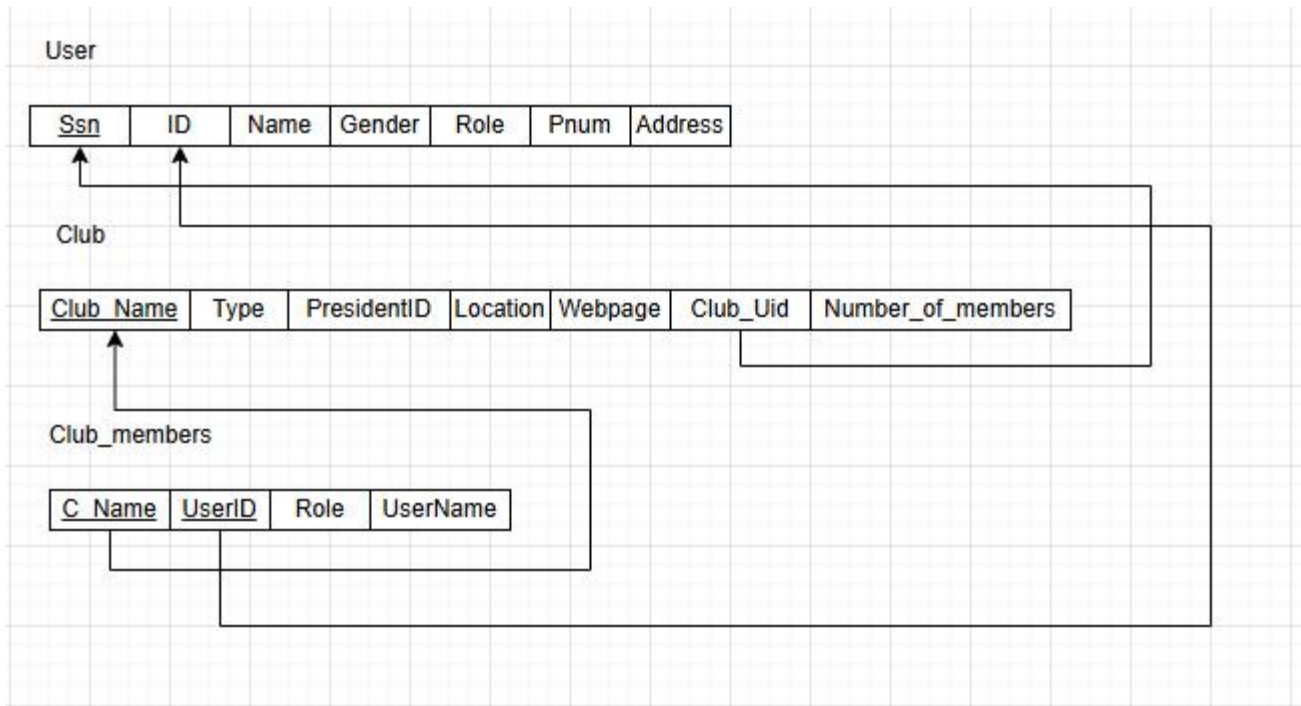 User
Ssn ID Name Gender Role Pnum Address
Club
Club_Name Type PresidentID Location Webpage Club_Uid Number_of_members
Club_members
C_Name UserID Role UserName